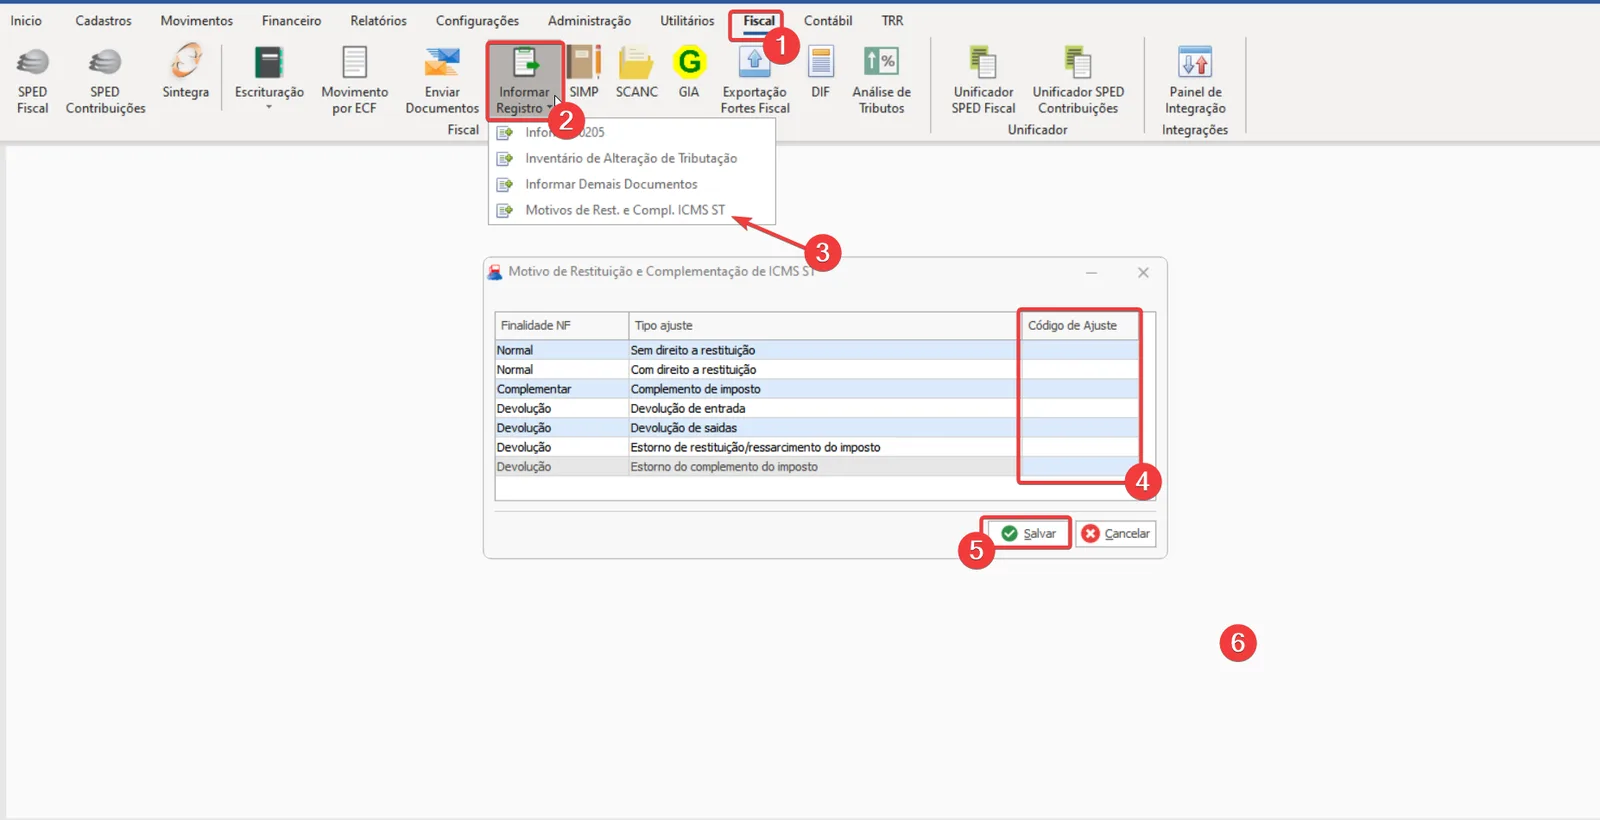 Inicio Cadastros Movimentos Financeiro Relatórios Configurações Administração Utilitários Fiscal Contábil TRR
1
SPED Fiscal
SPED Contribuições
Sintegra
Escrituração
Movimento por ECF
Enviar Documentos
Informar Registro
SIMP
SCANC
G
GIA
Exportação Fortes Fiscal
DIF
%
Análise de Tributos
Unificador SPED Fiscal
Unificador SPED Contribuições
Painel de Integração
Fiscal
Unificador
Integrações
2
0205
Inventário de Alteração de Tributação
Informar Demais Documentos
Motivos de Rest. e Compl. ICMS ST
3
Motivo de Restituição e Complementação de ICMS ST
Finalidade NF Tipo ajuste Código de Ajuste
Normal Sem direito a restituição
Normal Com direito a restituição
Complementar Complemento de imposto
Devolução Devolução de entrada
Devolução Devolução de saidas
Devolução Estorno de restituição/ressarcimento do imposto
Devolução Estorno do complemento do imposto
4
Salvar Cancelar
5
6